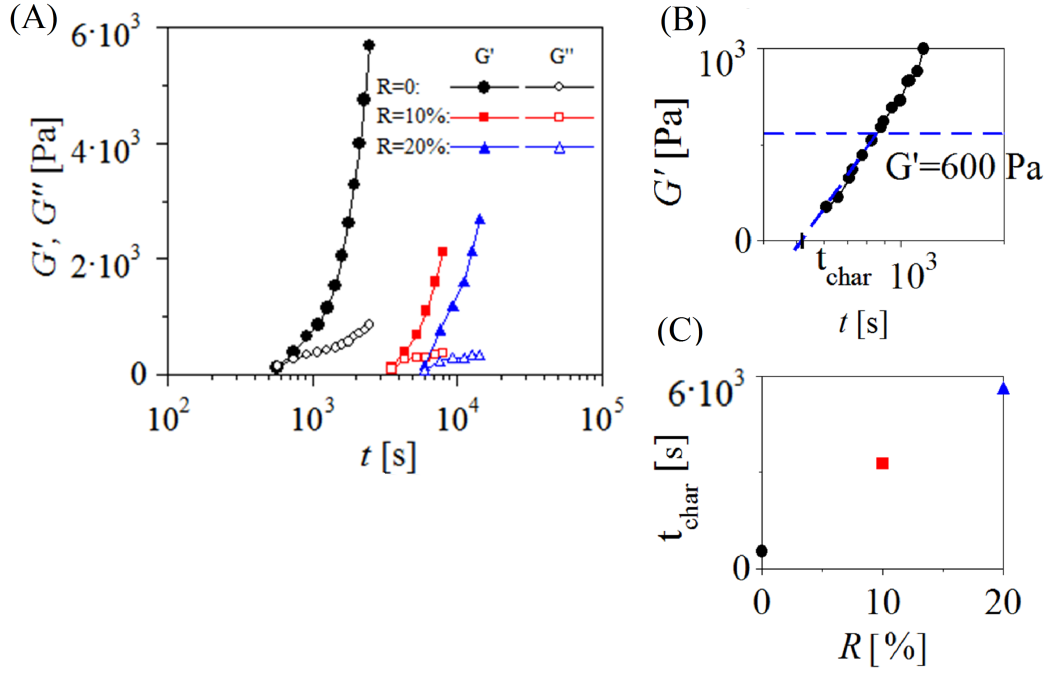 (A)
6·10³
4·10³
2·10³
0
G', G'' [Pa]
G' G''
R=0:
R=10%:
R=20%:
10² 10³ 10⁴ 10⁵
t [s]
(B)
10³
0
G' [Pa]
G'=600 Pa
t_char 10³
t [s]
(C)
6·10³
0
t_char [s]
0 10 20
R [%]